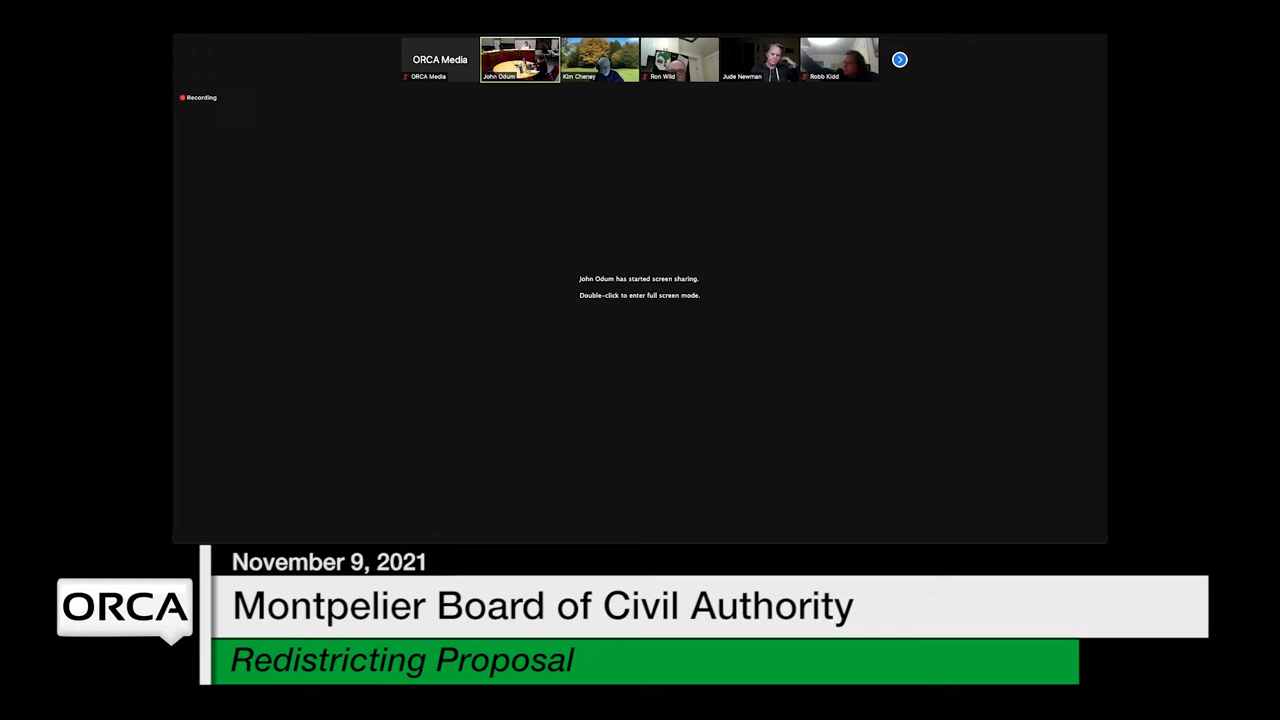 ORCA Media
ORCA Media
John Odum
Kim Cheney
Ron Wild
Jude Newman
Robb Kidd
Recording
John Odum has started screen sharing.
Double-click to enter full screen mode.
November 9, 2021
ORCA
Montpelier Board of Civil Authority
Redistricting Proposal